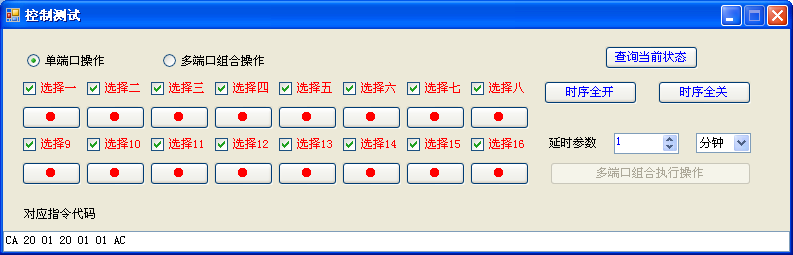 控制测试
单端口操作 多端口组合操作 查询当前状态
选择一 选择二 选择三 选择四 选择五 选择六 选择七 选择八
时序全开 时序全关
选择9 选择10 选择11 选择12 选择13 选择14 选择15 选择16
延时参数 1 分钟
多端口组合执行操作
对应指令代码
CA 20 01 20 01 01 AC